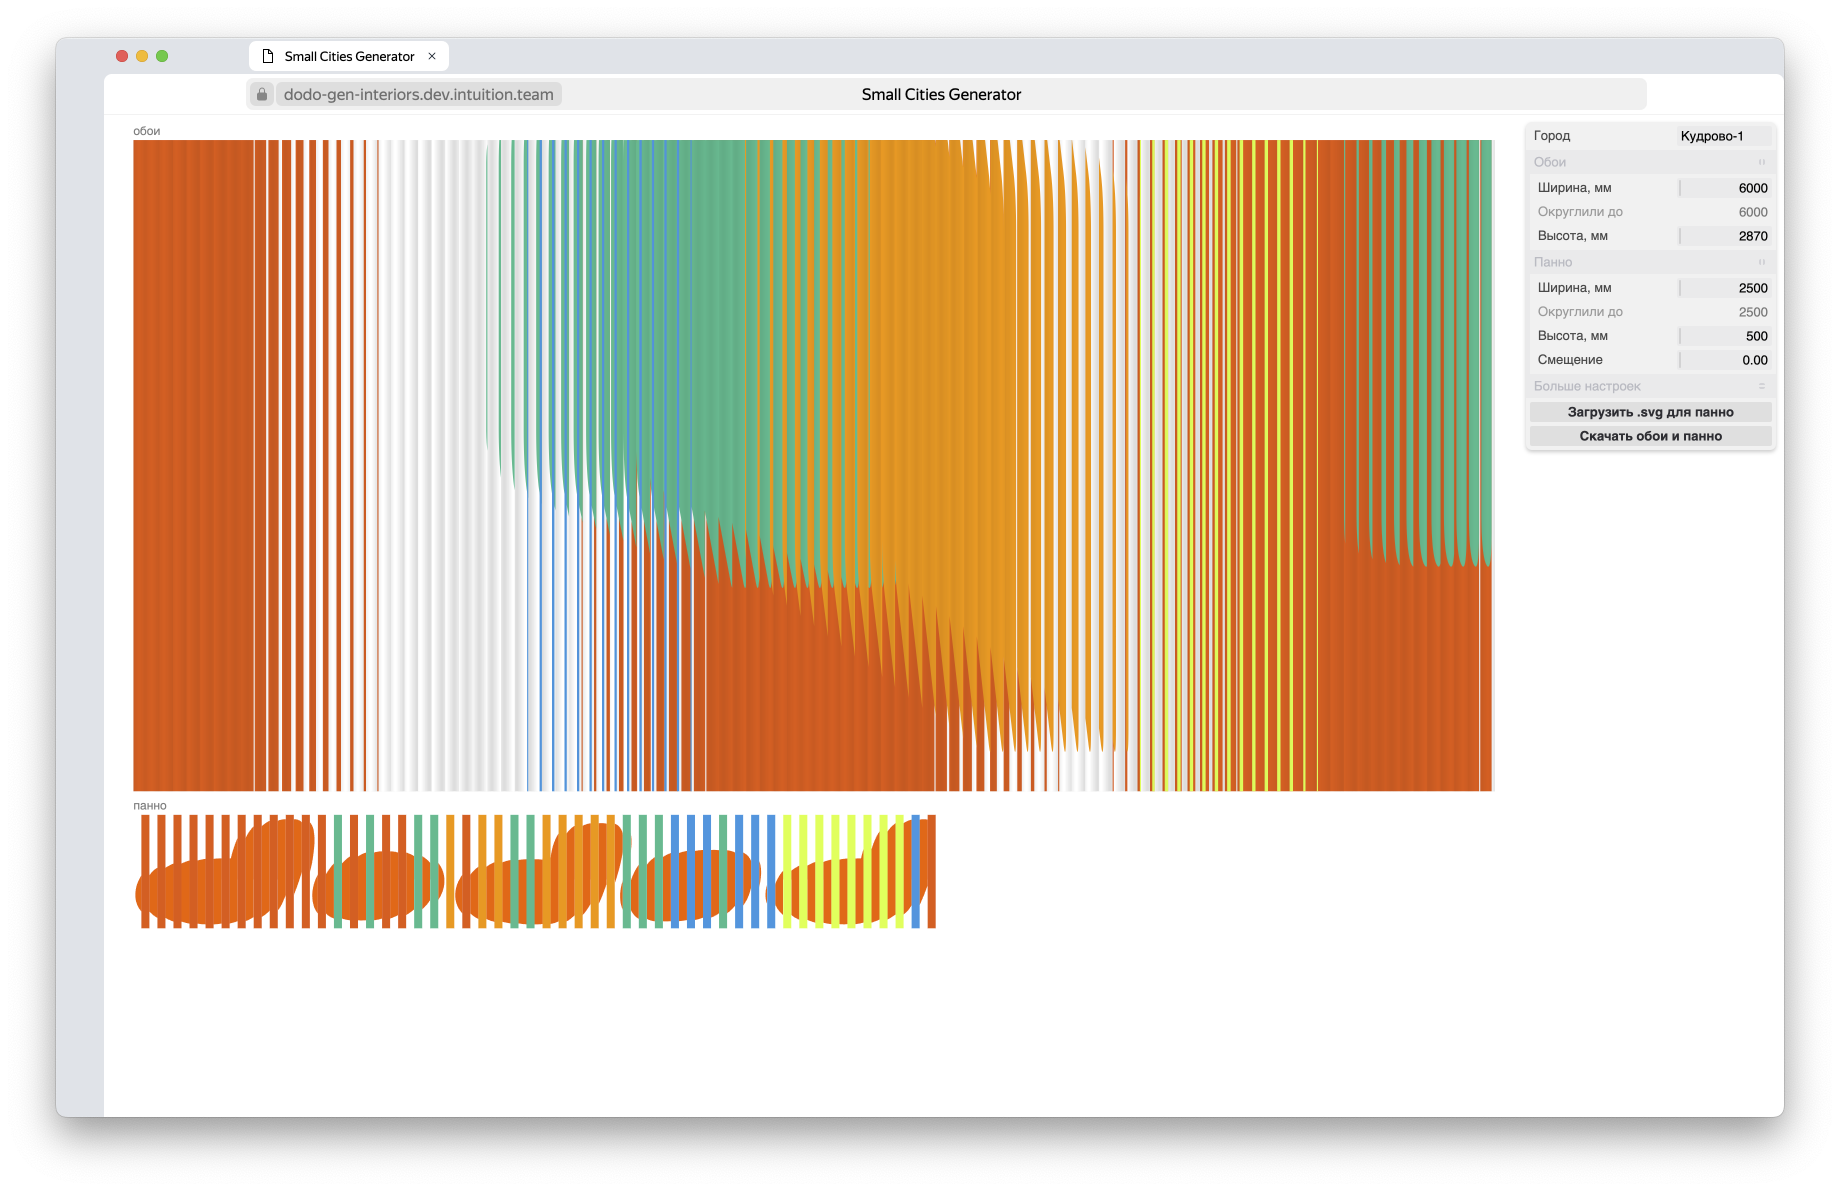 Small Cities Generator
dodo-gen-interiors.dev.intuition.team
Small Cities Generator
обои
Город Кудрово-1
Обои
Ширина, мм 6000
Округлили до 6000
Высота, мм 2870
Панно
Ширина, мм 2500
Округлили до 2500
Высота, мм 500
Смещение 0.00
Больше настроек
Загрузить .svg для панно
Скачать обои и панно
панно